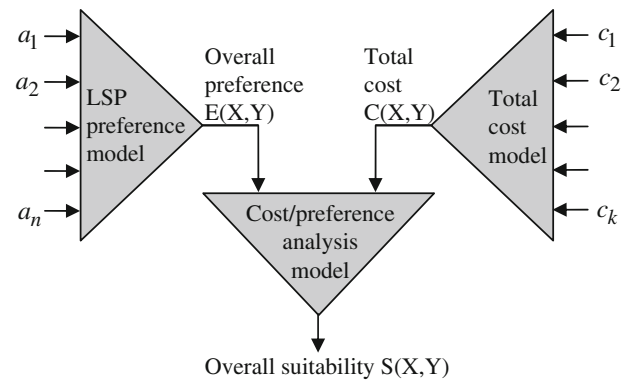 a1
a2
an
LSP
preference
model
Overall
preference
E(X,Y)
Total
cost
C(X,Y)
Total
cost
model
c1
c2
ck
Cost/preference
analysis
model
Overall suitability S(X,Y)